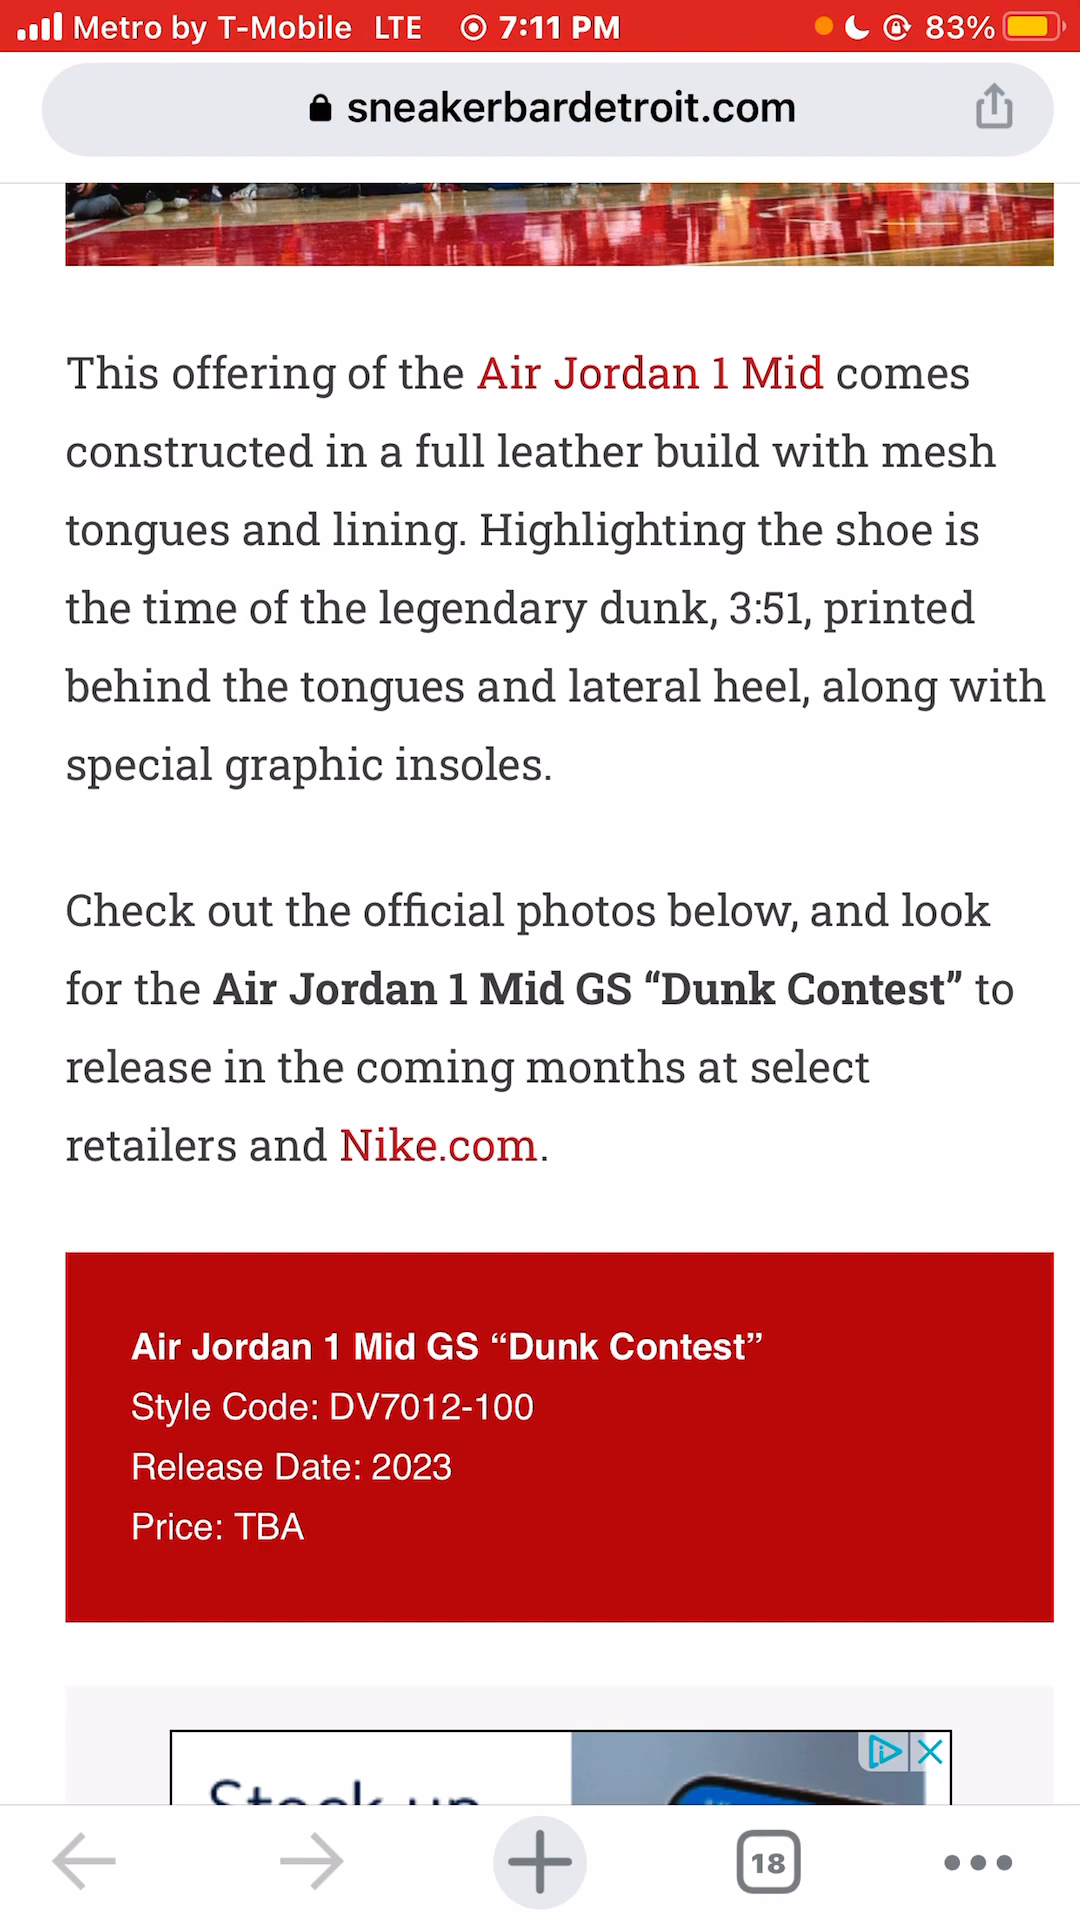 Metro by T-Mobile LTE 7:11 PM 83%
sneakerbardetroit.com
This offering of the Air Jordan 1 Mid comes
constructed in a full leather build with mesh
tongues and lining. Highlighting the shoe is
the time of the legendary dunk, 3:51, printed
behind the tongues and lateral heel, along with
special graphic insoles.
Check out the official photos below, and look
for the Air Jordan 1 Mid GS “Dunk Contest” to
release in the coming months at select
retailers and Nike.com.
Air Jordan 1 Mid GS “Dunk Contest”
Style Code: DV7012-100
Release Date: 2023
Price: TBA
Stock up
18